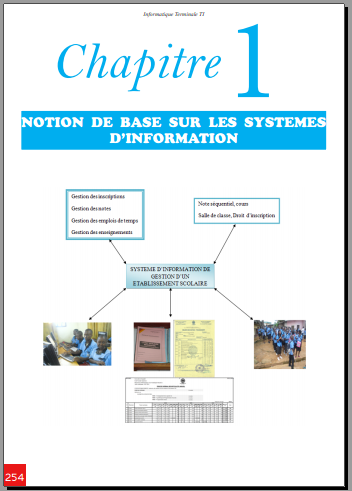 Informatique Terminale TI
Chapitre 1
NOTION DE BASE SUR LES SYSTEMES
D'INFORMATION
Gestion des inscriptions
Gestion des notes
Gestion des emplois de temps
Gestion des enseignements
Note séquentiel, cours
Salle de classe, Droit d'inscription
SYSTEME D'INFORMATION DE
GESTION D'UN
ETABLISSEMENT SCOLAIRE
254